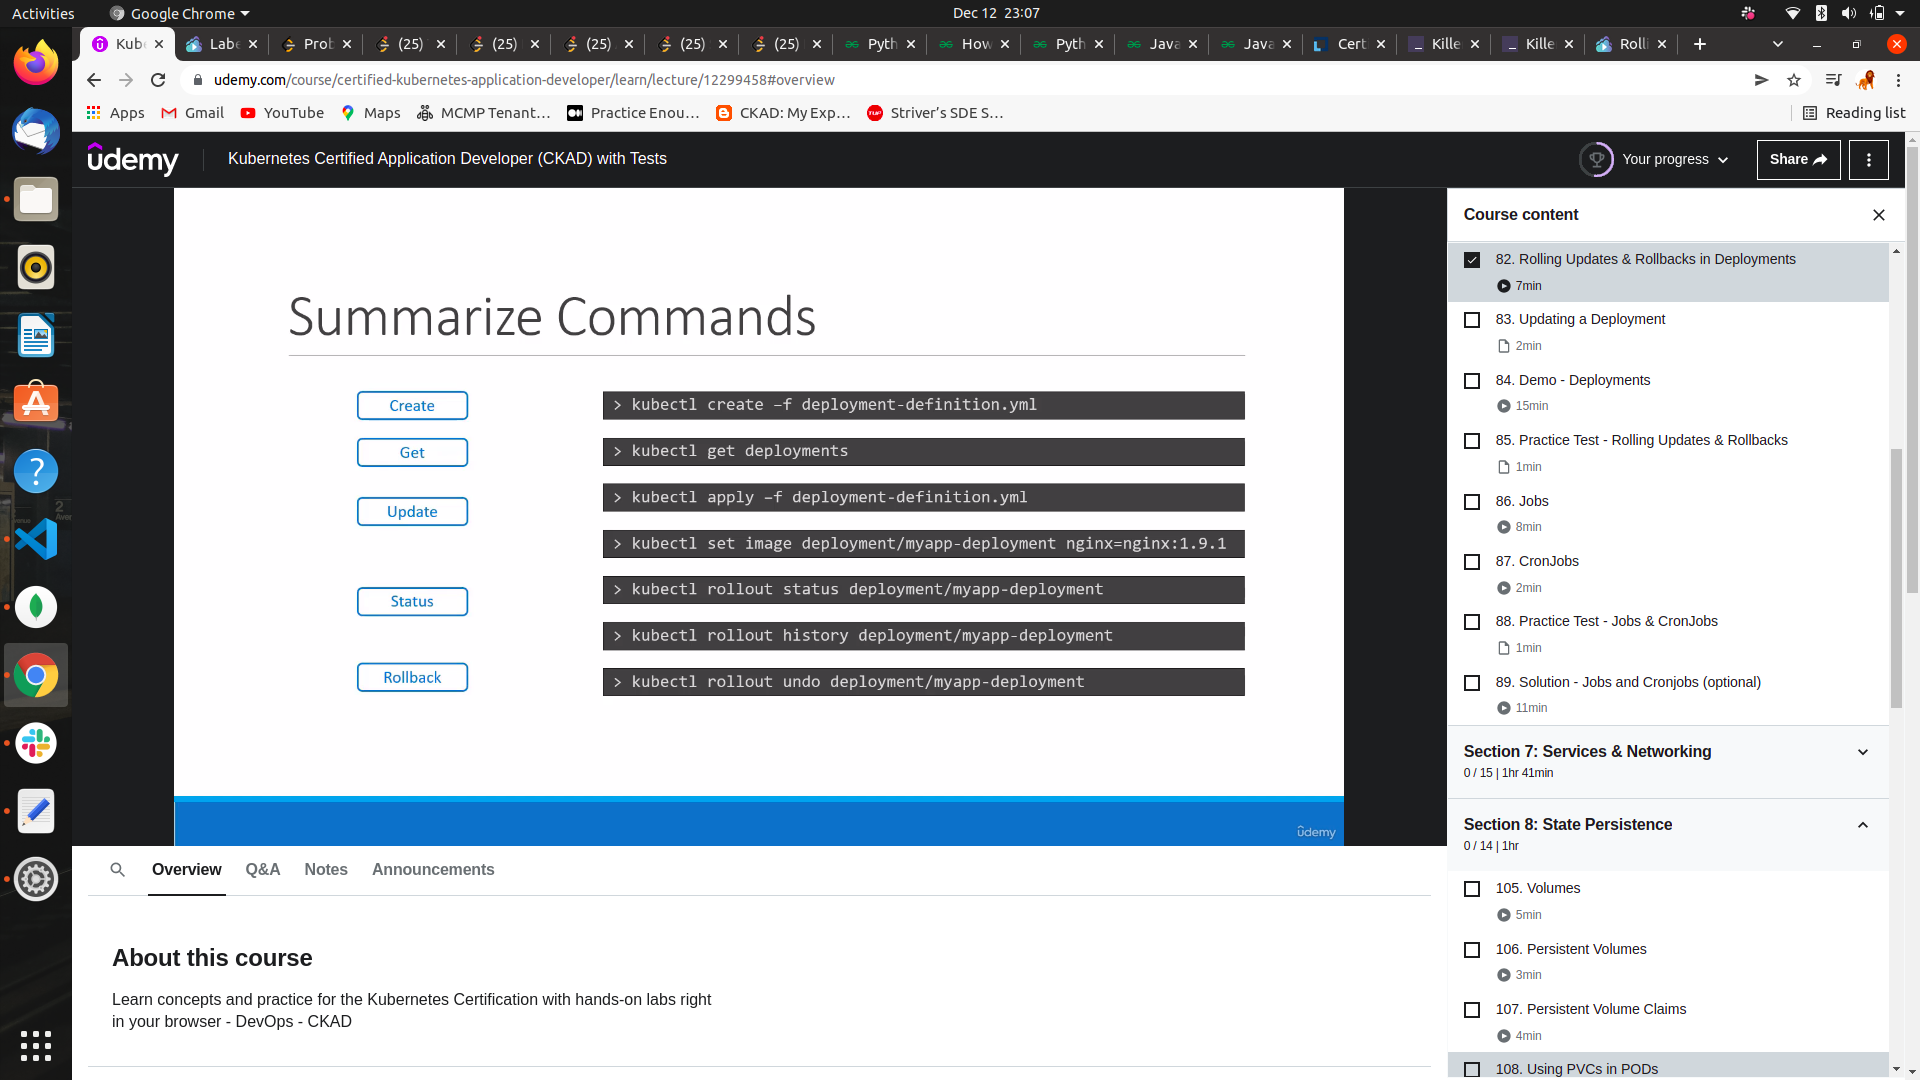 Activities
Google Chrome
Dec 12 23:07
Kube
Labe
Prob
(25)
(25)
(25)
(25)
(25)
Pyth
How
Pyth
Java
Java
Certi
Kille
Kille
Rolli
udemy.com/course/certified-kubernetes-application-developer/learn/lecture/12299458#overview
Apps
Gmail
YouTube
Maps
MCMP Tenant…
Practice Enou…
CKAD: My Exp…
Striver’s SDE S…
Reading list
udemy
Kubernetes Certified Application Developer (CKAD) with Tests
Your progress
Share
Summarize Commands
Create
> kubectl create –f deployment-definition.yml
Get
> kubectl get deployments
Update
> kubectl apply –f deployment-definition.yml
> kubectl set image deployment/myapp-deployment nginx=nginx:1.9.1
Status
> kubectl rollout status deployment/myapp-deployment
> kubectl rollout history deployment/myapp-deployment
Rollback
> kubectl rollout undo deployment/myapp-deployment
udemy
Course content
82. Rolling Updates & Rollbacks in Deployments
7min
83. Updating a Deployment
2min
84. Demo - Deployments
15min
85. Practice Test - Rolling Updates & Rollbacks
1min
86. Jobs
8min
87. CronJobs
2min
88. Practice Test - Jobs & CronJobs
1min
89. Solution - Jobs and Cronjobs (optional)
11min
Section 7: Services & Networking
0 / 15 | 1hr 41min
Section 8: State Persistence
0 / 14 | 1hr
105. Volumes
5min
106. Persistent Volumes
3min
107. Persistent Volume Claims
4min
108. Using PVCs in PODs
Overview
Q&A
Notes
Announcements
About this course
Learn concepts and practice for the Kubernetes Certification with hands-on labs right
in your browser - DevOps - CKAD